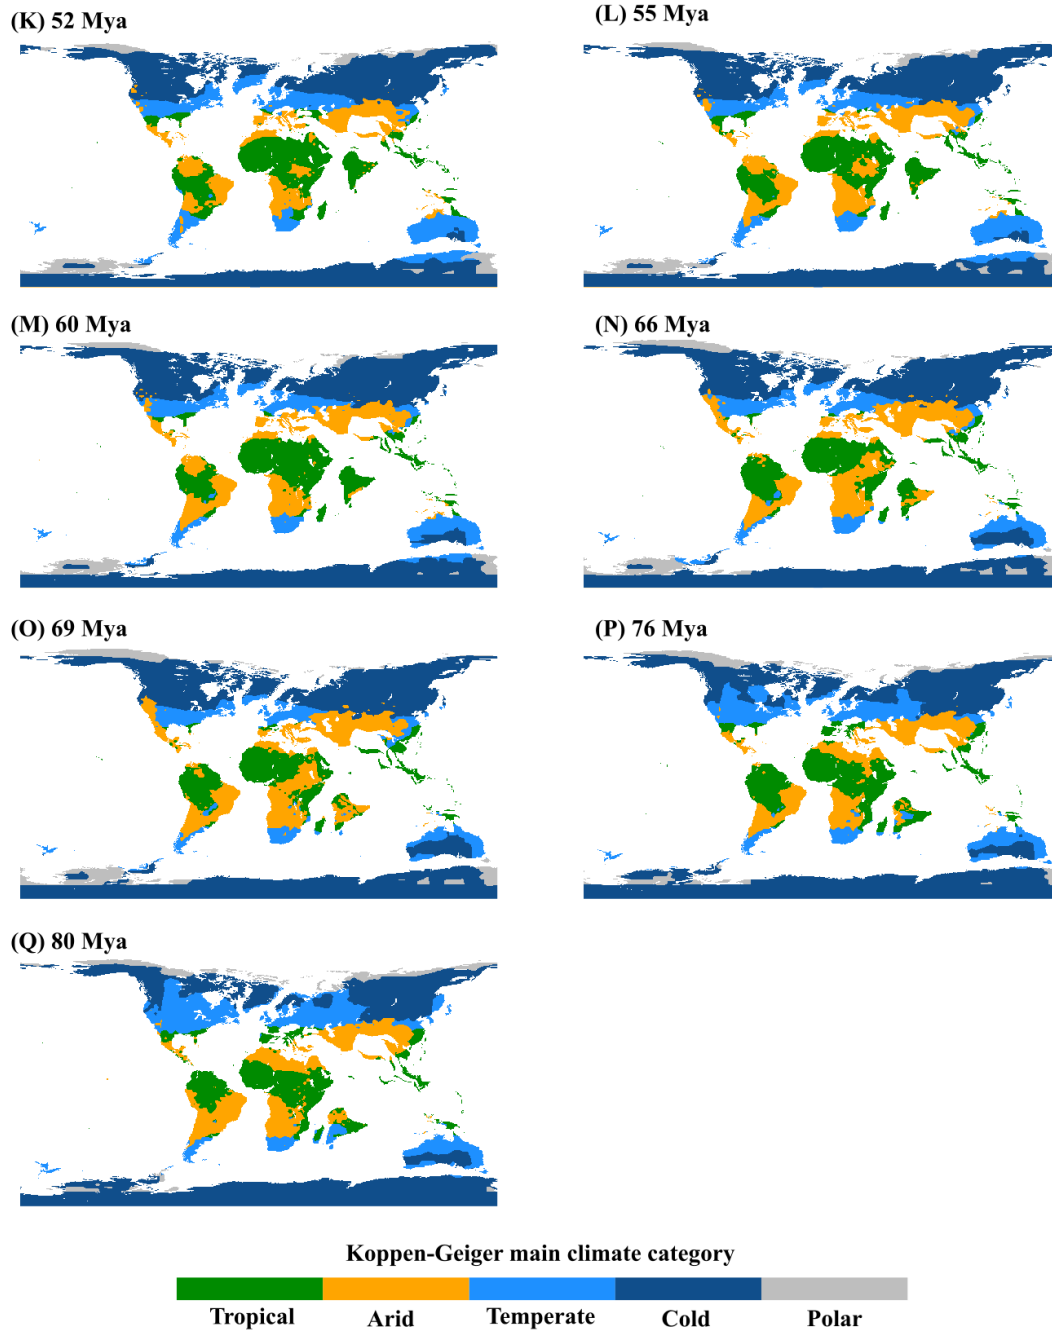 (K) 52 Mya
(L) 55 Mya
(M) 60 Mya
(N) 66 Mya
(O) 69 Mya
(P) 76 Mya
(Q) 80 Mya
Koppen-Geiger main climate category
Tropical Arid Temperate Cold Polar